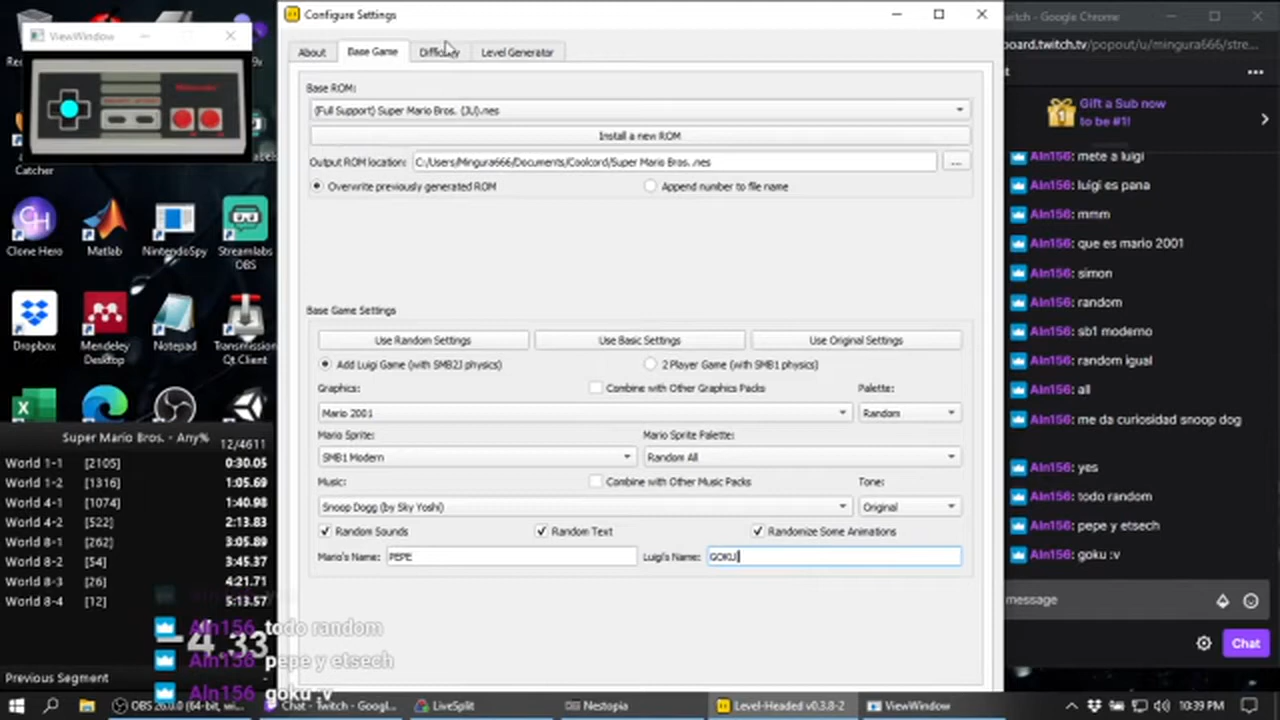 ViewWindow
Configure Settings
witch - Google Chrome
About
Base Game
Difficulty
Level Generator
board.twitch.tv/popout/u/mingura666/stre...
Base ROM:
(Full Support) Super Mario Bros. (JU).nes
Install a new ROM
Output ROM location:
C:/Users/Mingura666/Documents/Coolcord/Super Mario Bros. .nes
...
Overwrite previously generated ROM
Append number to file name
Base Game Settings
Use Random Settings
Use Basic Settings
Use Original Settings
Add Luigi Game (with SMB2J physics)
2 Player Game (with SMB1 physics)
Graphics:
Combine with Other Graphics Packs
Palette:
Mario 2001
Random
Mario Sprite:
Mario Sprite Palette:
SMB1 Modern
Random All
Music:
Combine with Other Music Packs
Tone:
Snoop Dogg (by Sky Yoshi)
Original
Random Sounds
Random Text
Randomize Some Animations
Mario's Name:
PEPE
Luigi's Name:
GOKU
Gift a Sub now
to be #1!
Aln156: mete a luigi
Aln156: luigi es pana
Aln156: mmm
Aln156: que es mario 2001
Aln156: simon
Aln156: random
Aln156: sb1 moderno
Aln156: random igual
Aln156: all
Aln156: me da curiosidad snoop dog
Aln156: yes
Aln156: todo random
Aln156: pepe y etsech
Aln156: goku :v
message
Chat
Catcher
Clone Hero
Matlab
NintendoSpy
Streamlabs
OBS
Dropbox
Mendeley
Desktop
Notepad
Transmission
Qt Client
Super Mario Bros. - Any%
12/4611
World 1-1 [2105] 0:30.05
World 1-2 [1316] 1:05.69
World 4-1 [1074] 1:40.98
World 4-2 [522] 2:13.83
World 8-1 [262] 3:05.89
World 8-2 [54] 3:45.37
World 8-3 [26] 4:21.71
World 8-4 [12] 5:13.57
-4.33
Previous Segment
-
Aln156: todo random
Aln156: pepe y etsech
Aln156: goku :v
OBS 26.0.0 (64-bit, wi...
Chat - Twitch - Googl...
LiveSplit
Nestopia
Level-Headed v0.3.8-2
ViewWindow
10:39 PM